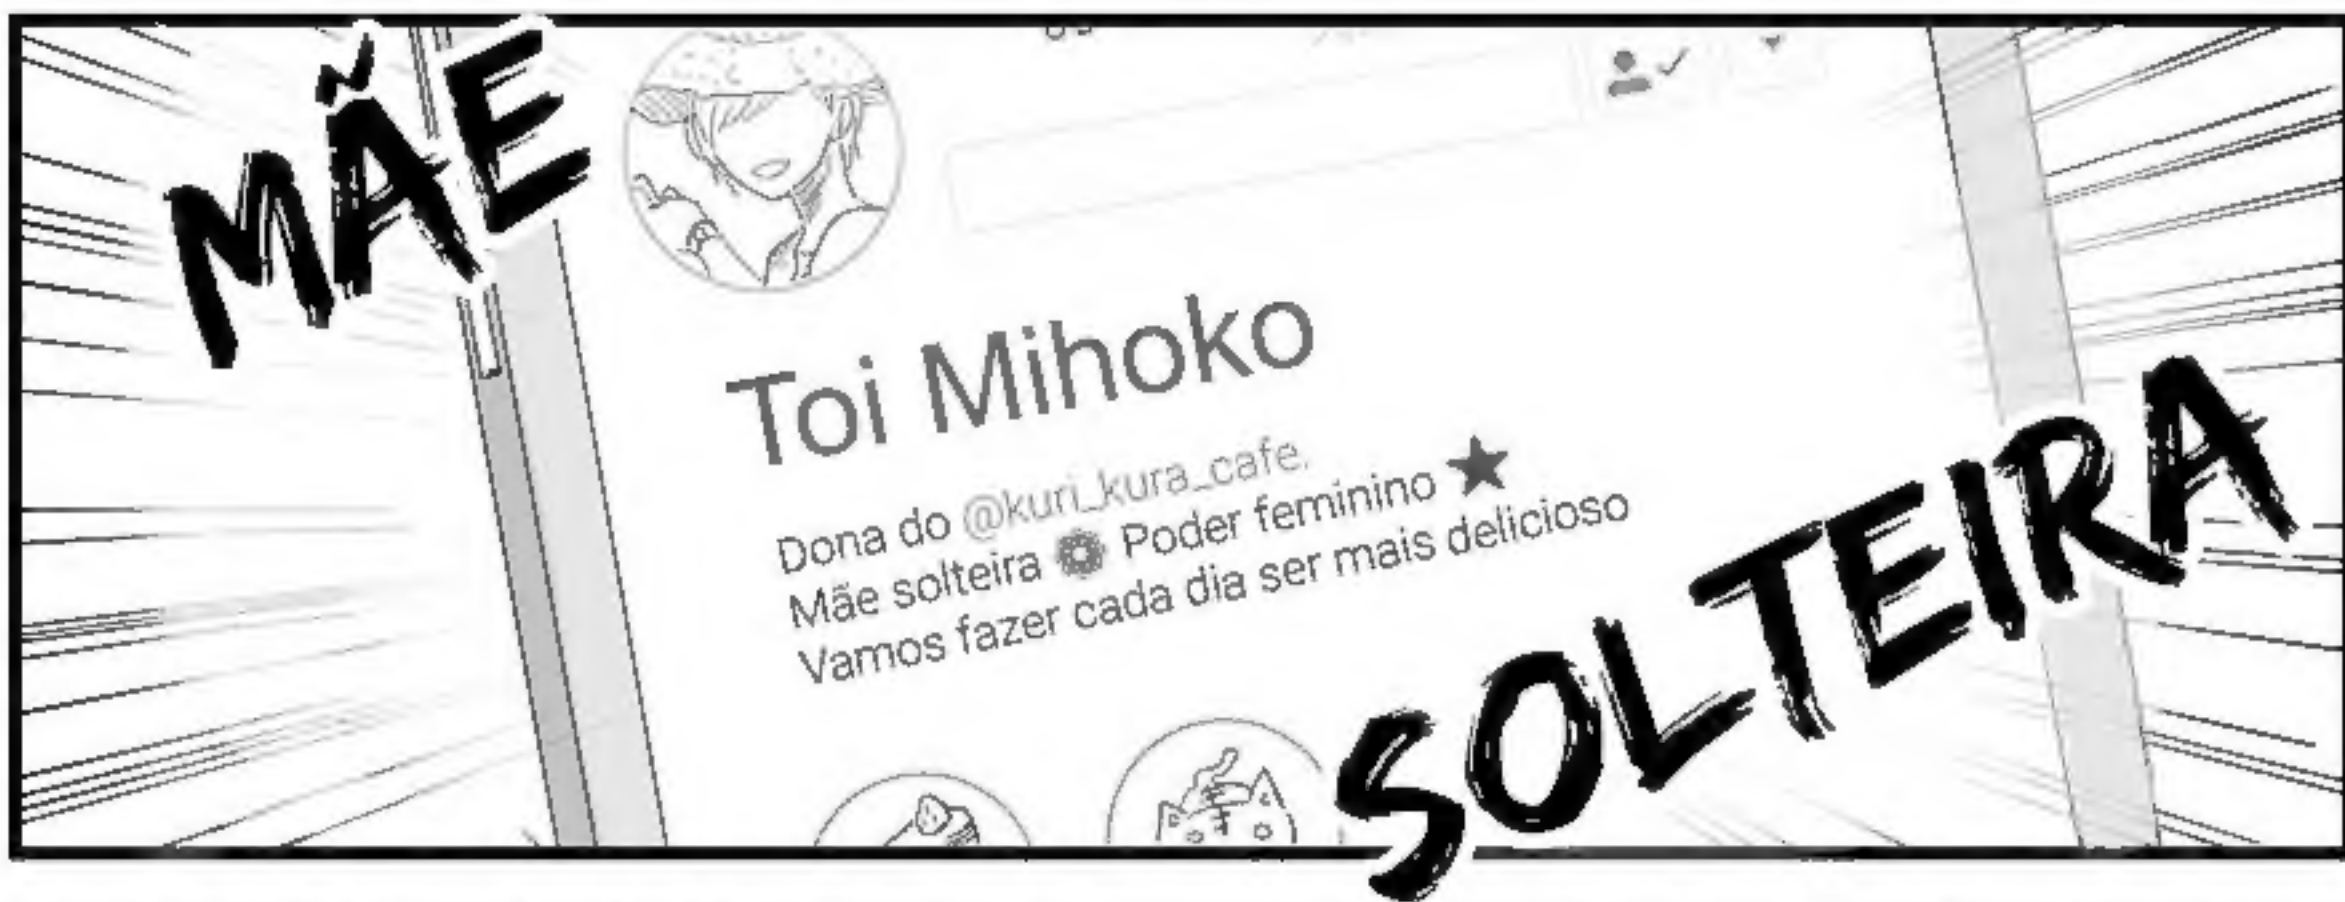 MÃE
Toi Mihoko
Dona do @kuri_kura_cafe.
Mãe solteira Poder feminino ★
Vamos fazer cada dia ser mais delicioso
SOLTEIRA